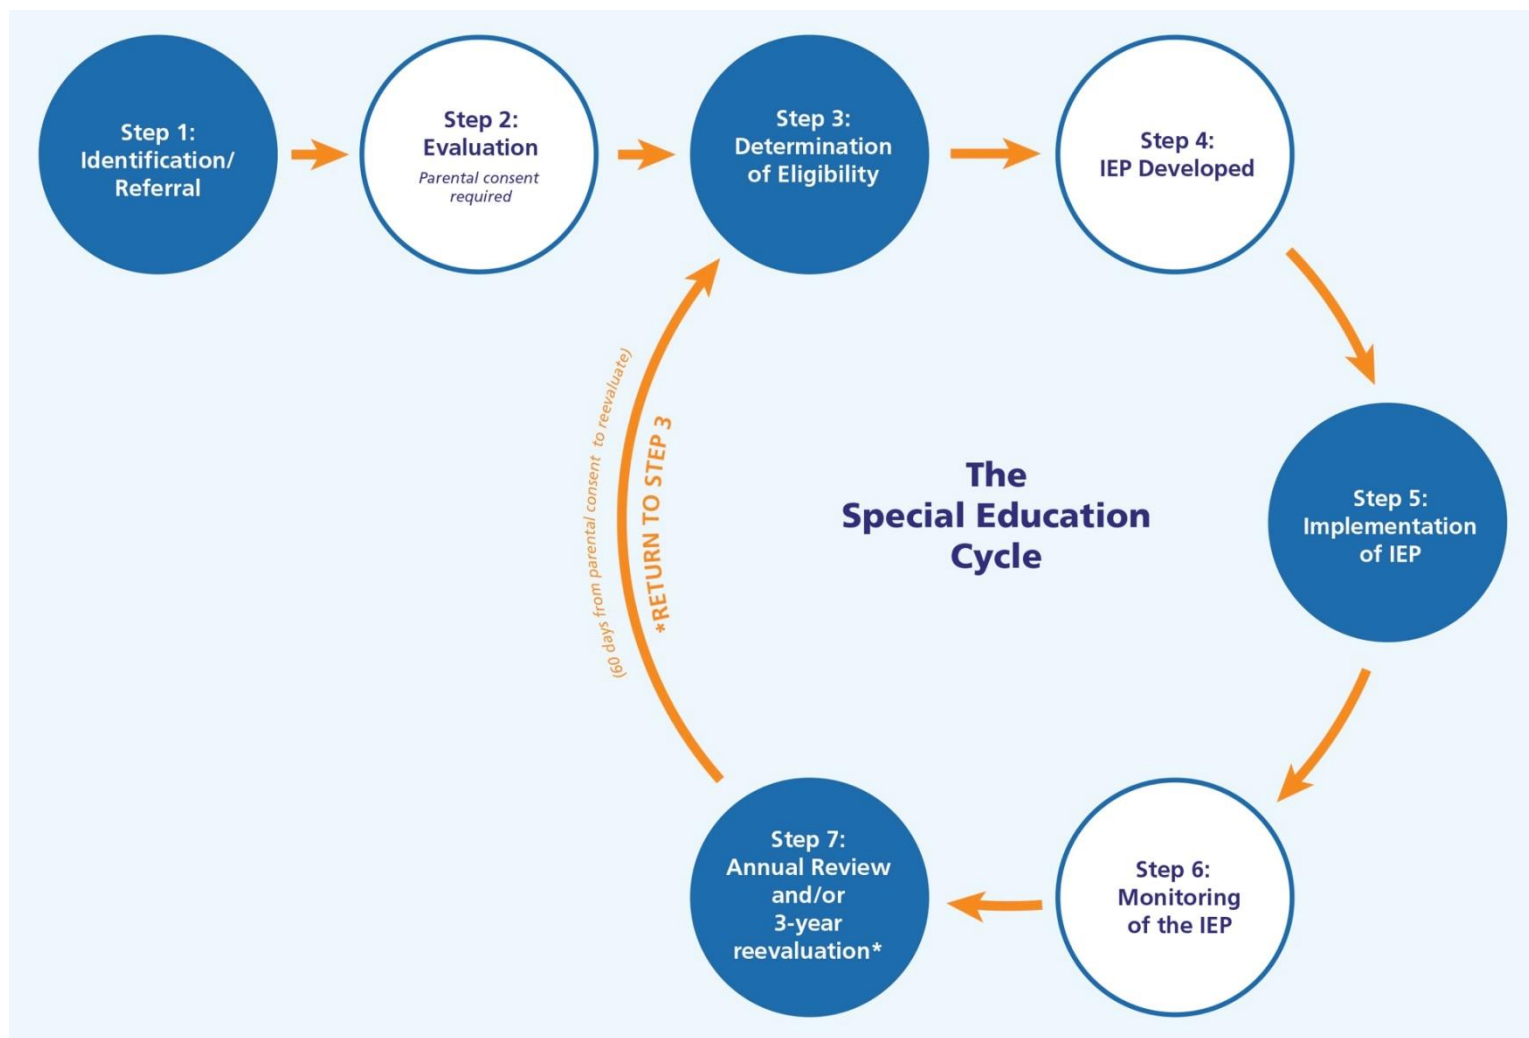 Step 1:
Identification/
Referral
Step 2:
Evaluation
Parental consent
required
Step 3:
Determination
of Eligibility
Step 4:
IEP Developed
Step 5:
Implementation
of IEP
Step 6:
Monitoring
of the IEP
Step 7:
Annual Review
and/or
3-year
reevaluation*
(60 days from parental consent to reevaluate)
*RETURN TO STEP 3
The
Special Education
Cycle